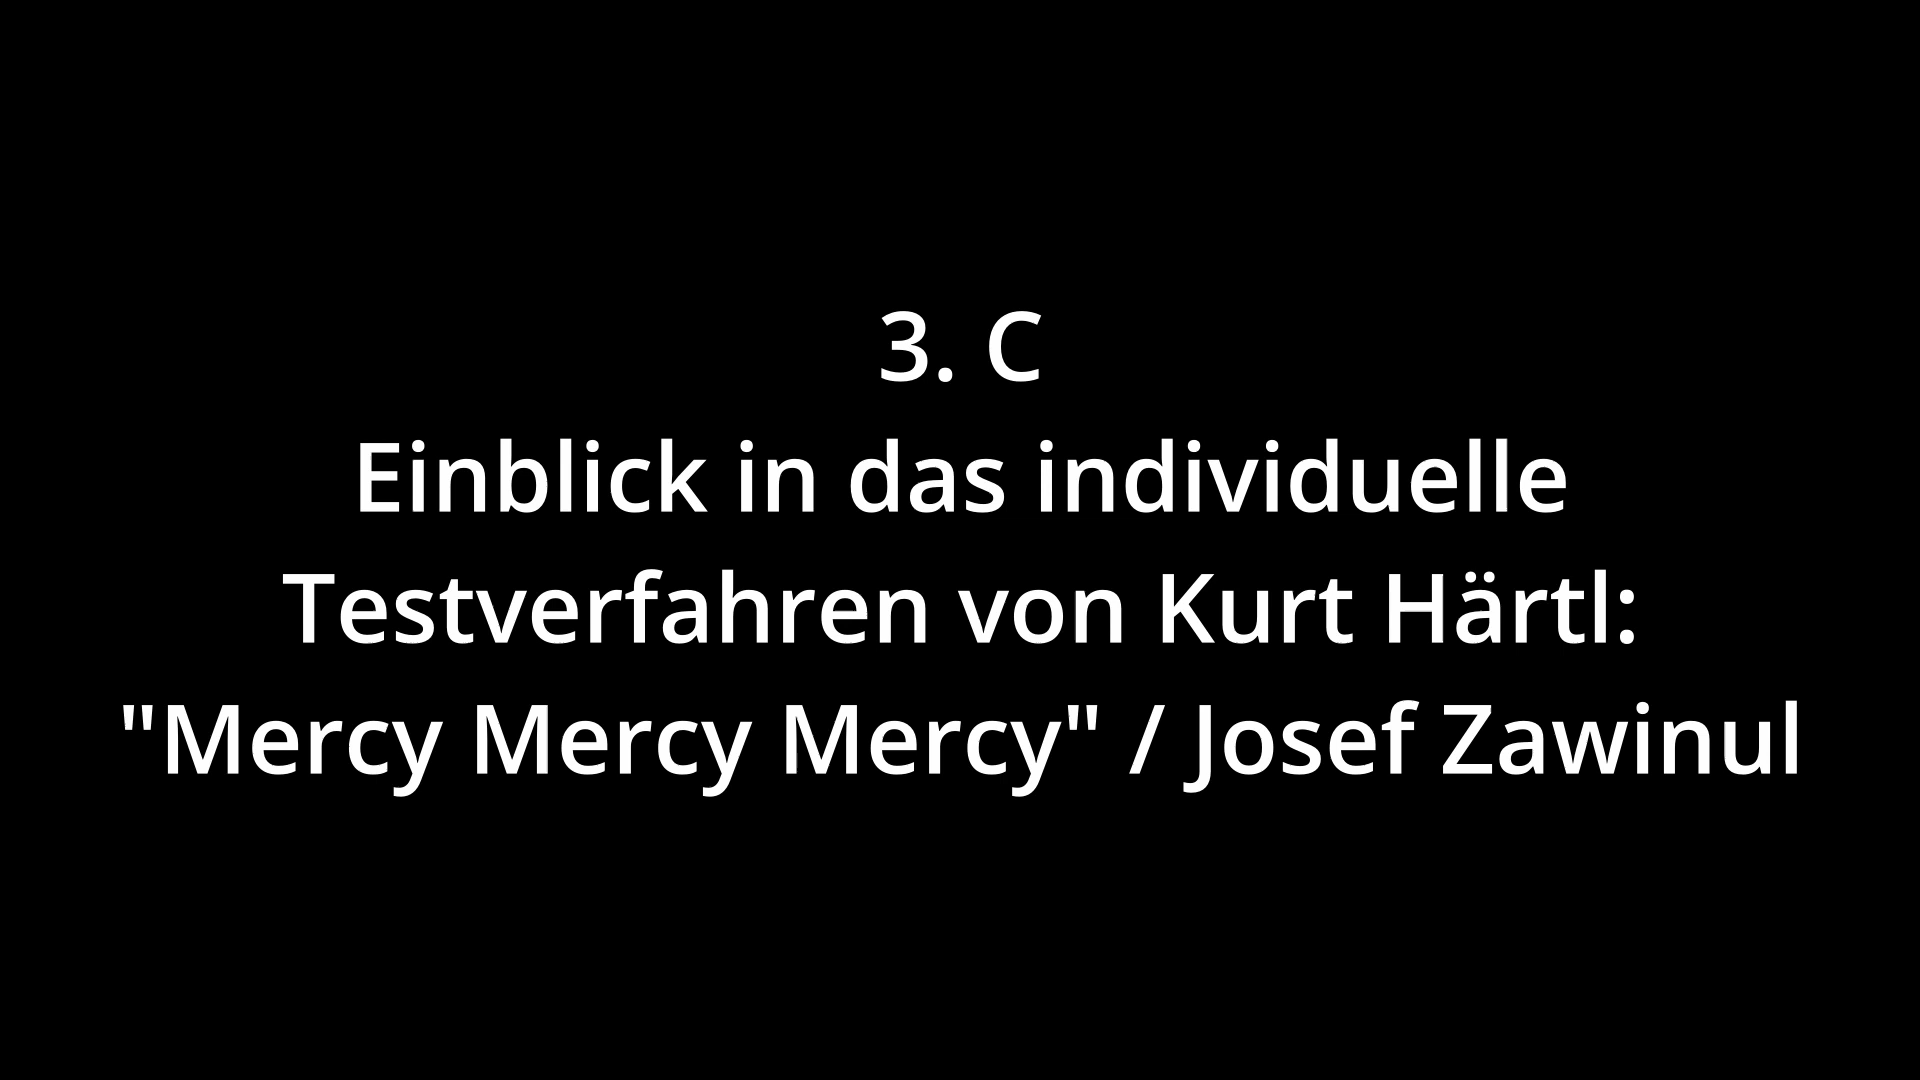 3. C
Einblick in das individuelle
Testverfahren von Kurt Härtl:
"Mercy Mercy Mercy" / Josef Zawinul